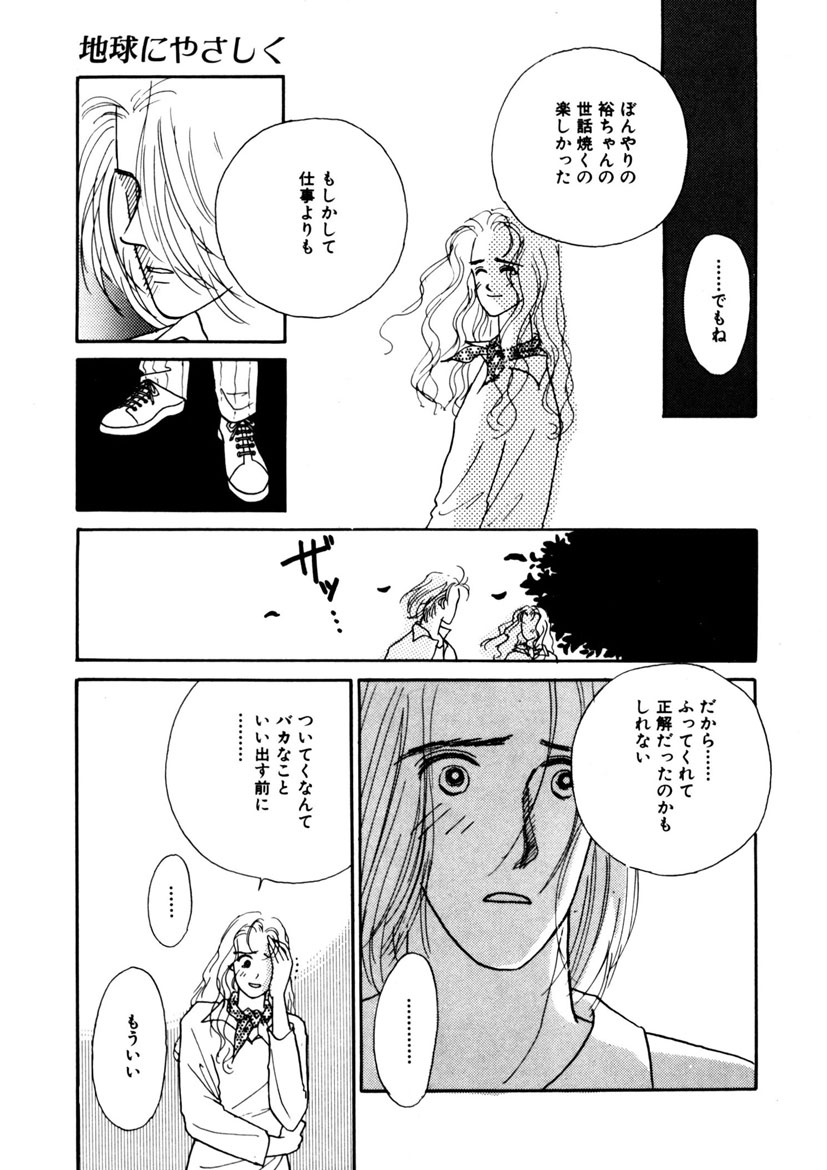 地球にやさしく
……でもね
ぼんやりの
裕ちゃんの
世話焼くの
楽しかった
もしかして
仕事よりも
ザッ…
だから……
ふってくれて
正解だったのかも
しれない
…………
ついてくなんて
バカなこと
いい出す前に
………
……
もういい